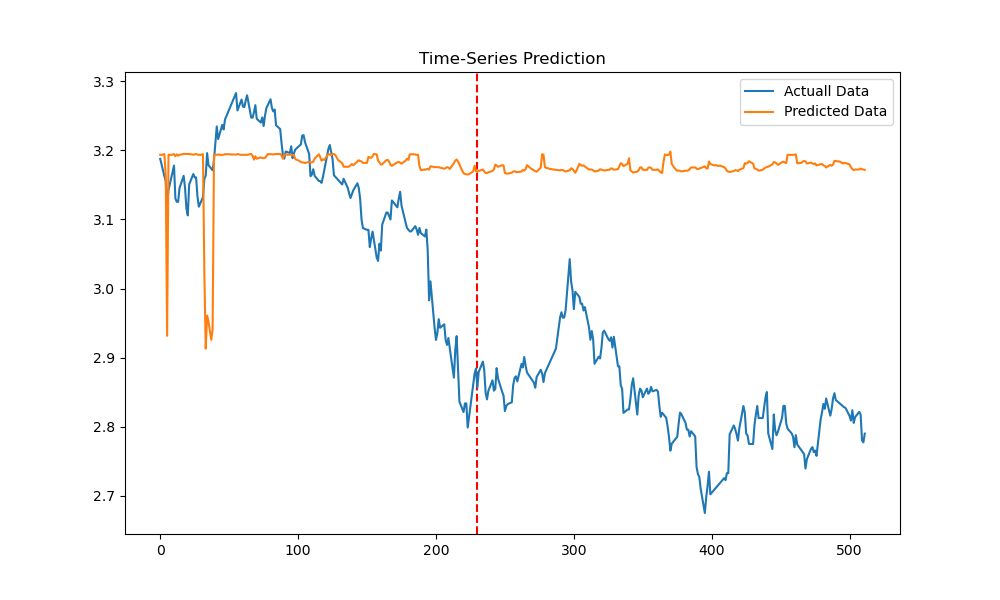 Time-Series Prediction
Actuall Data
Predicted Data
3.3
3.2
3.1
3.0
2.9
2.8
2.7
0 100 200 300 400 500